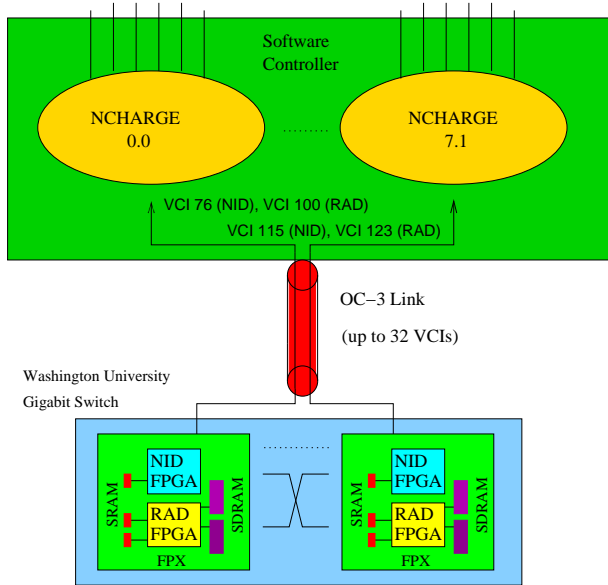 Software
Controller
NCHARGE
0.0
NCHARGE
7.1
VCI 76 (NID), VCI 100 (RAD)
VCI 115 (NID), VCI 123 (RAD)
OC−3 Link
(up to 32 VCIs)
Washington University
Gigabit Switch
SRAM
NID
FPGA
RAD
FPGA
SDRAM
FPX
SRAM
NID
FPGA
RAD
FPGA
SDRAM
FPX